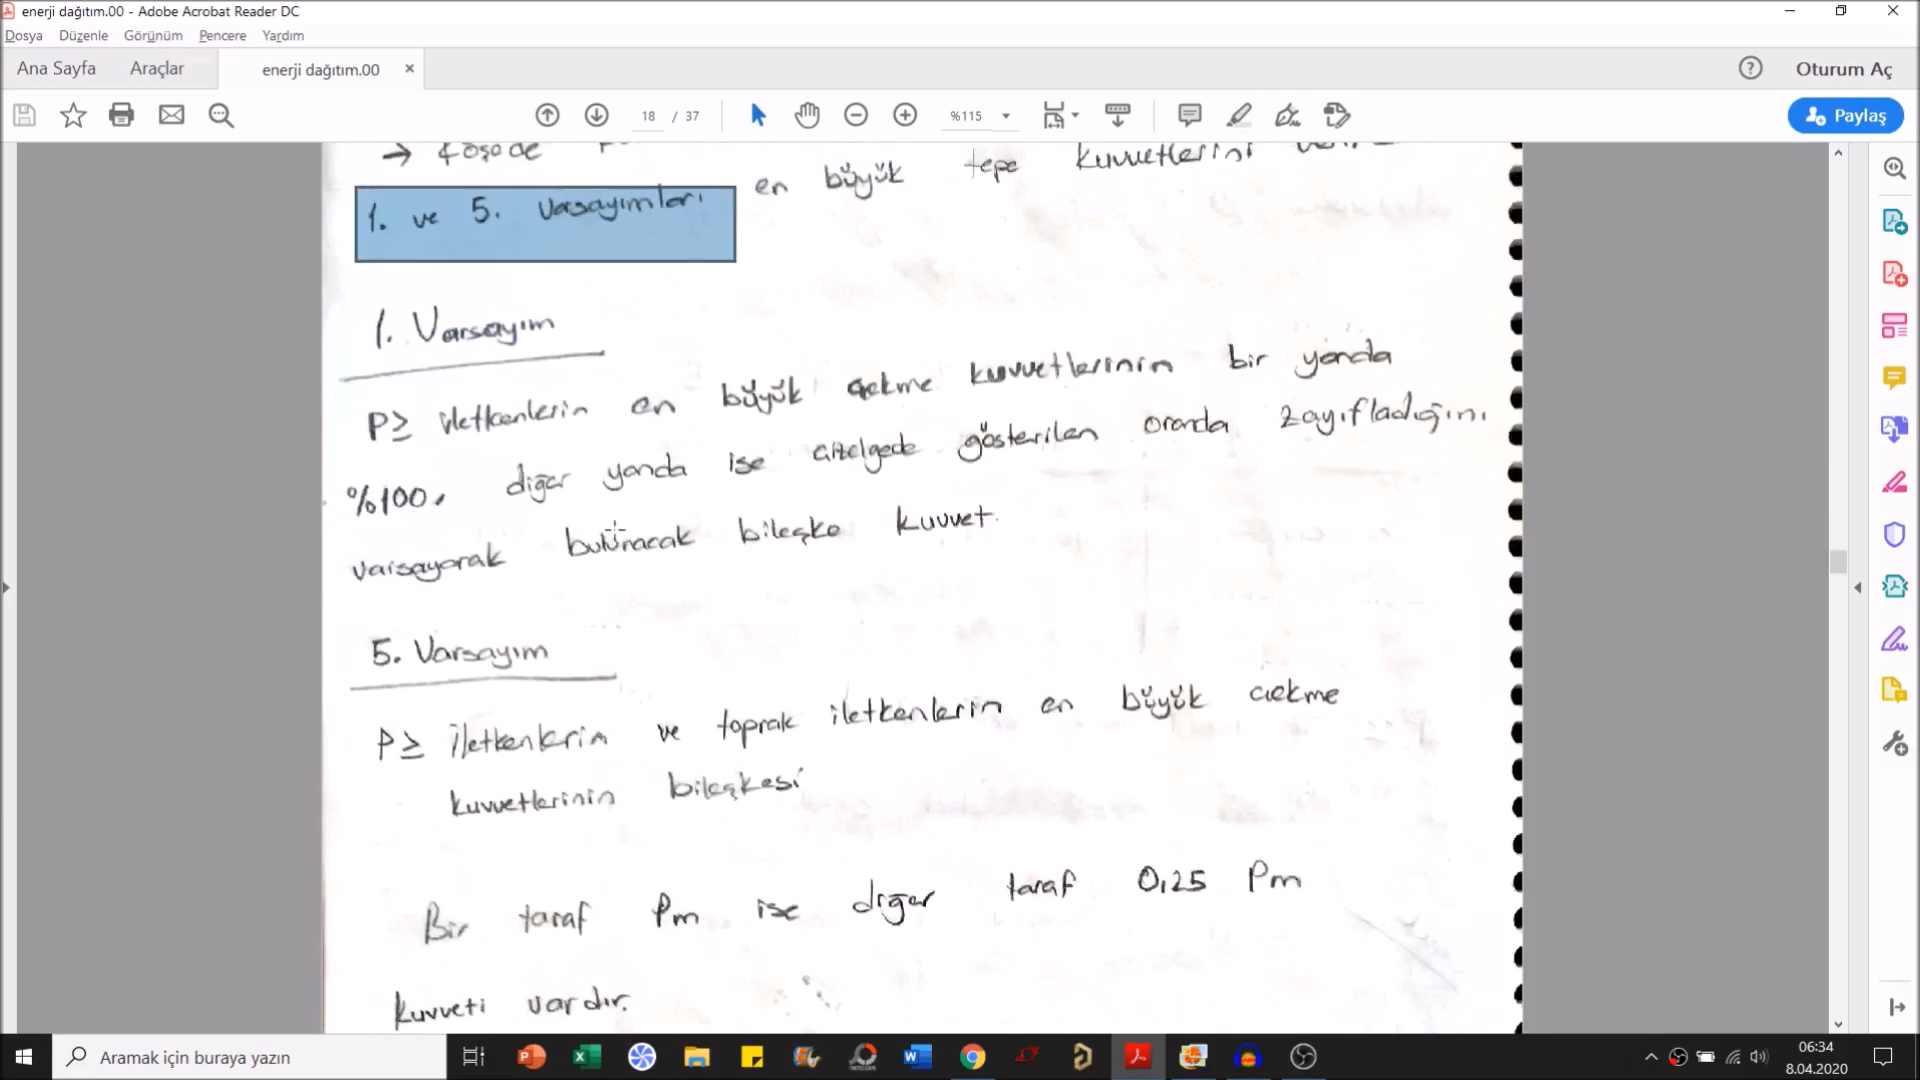 enerji dağıtım.00 - Adobe Acrobat Reader DC
Dosya Düzenle Görünüm Pencere Yardım
Ana Sayfa Araçlar enerji dağıtım.00 Oturum Aç
18 / 37 %115 Paylaş
→ köşede
1. ve 5. varsayımları en büyük tepe kuvvetlerini
1. Varsayım
P≥ iletkenlerin en büyük çekme kuvvetlerinin bir yanda
%100, diğer yanda ise çizelgede gösterilen oranda zayıfladığını
varsayarak bulunacak bileşke kuvvet.
5. Varsayım
P≥ İletkenlerin ve toprak iletkenlerin en büyük çekme
kuvvetlerinin bileşkesi
Bir taraf Pm ise diğer taraf 0,25 Pm
kuvveti vardır.
Aramak için buraya yazın
06:34
8.04.2020